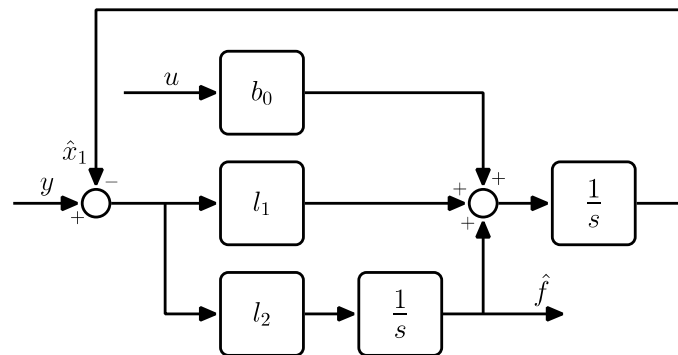 u
b₀
x̂₁
−
y
+
l₁
+
+
+
1/s
l₂
1/s
f̂